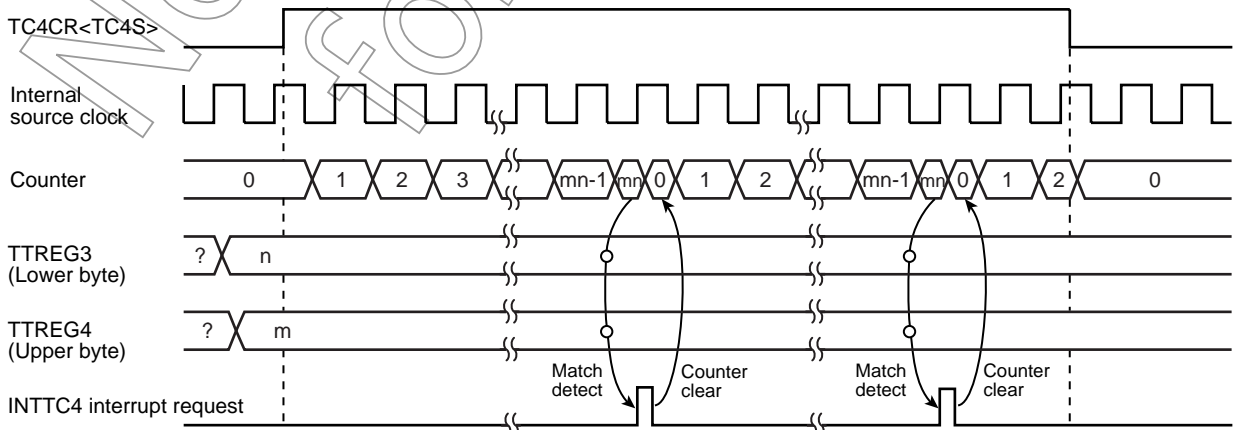 TC4CR<TC4S>
Internal
source clock
Counter
0 1 2 3 mn-1 mn 0 1 2 mn-1 mn 0 1 2 0
TTREG3
(Lower byte)
? n
TTREG4
(Upper byte)
? m
Match
detect
Counter
clear
Match
detect
Counter
clear
INTTC4 interrupt request